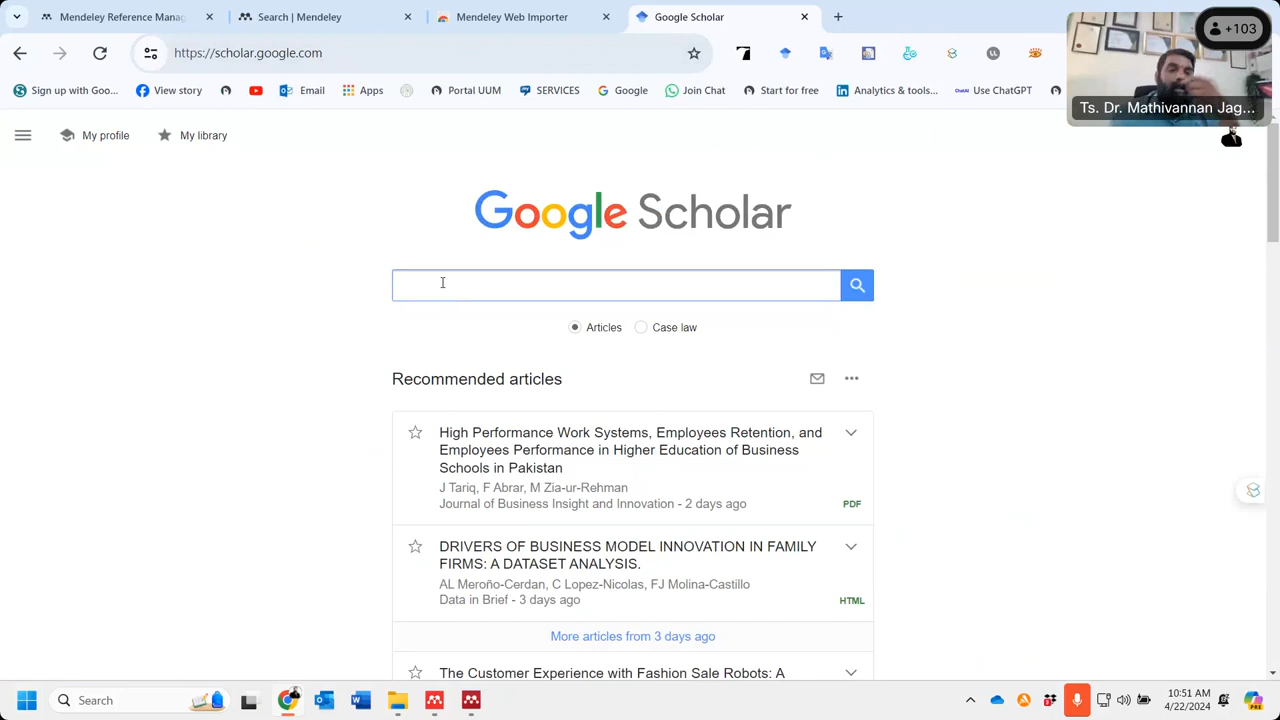 Mendeley Reference Manag
Search | Mendeley
Mendeley Web Importer
Google Scholar
+103
https://scholar.google.com
Sign up with Goo...
View story
Email
Apps
Portal UUM
SERVICES
Google
Join Chat
Start for free
Analytics & tools...
ChatAI
Use ChatGPT
Ts. Dr. Mathivannan Jag...
My profile
My library
Google Scholar
Articles
Case law
Recommended articles
High Performance Work Systems, Employees Retention, and
Employees Performance in Higher Education of Business
Schools in Pakistan
J Tariq, F Abrar, M Zia-ur-Rehman
Journal of Business Insight and Innovation - 2 days ago
PDF
DRIVERS OF BUSINESS MODEL INNOVATION IN FAMILY
FIRMS: A DATASET ANALYSIS.
AL Meroño-Cerdan, C Lopez-Nicolas, FJ Molina-Castillo
Data in Brief - 3 days ago
HTML
More articles from 3 days ago
The Customer Experience with Fashion Sale Robots: A
Search
10:51 AM
4/22/2024